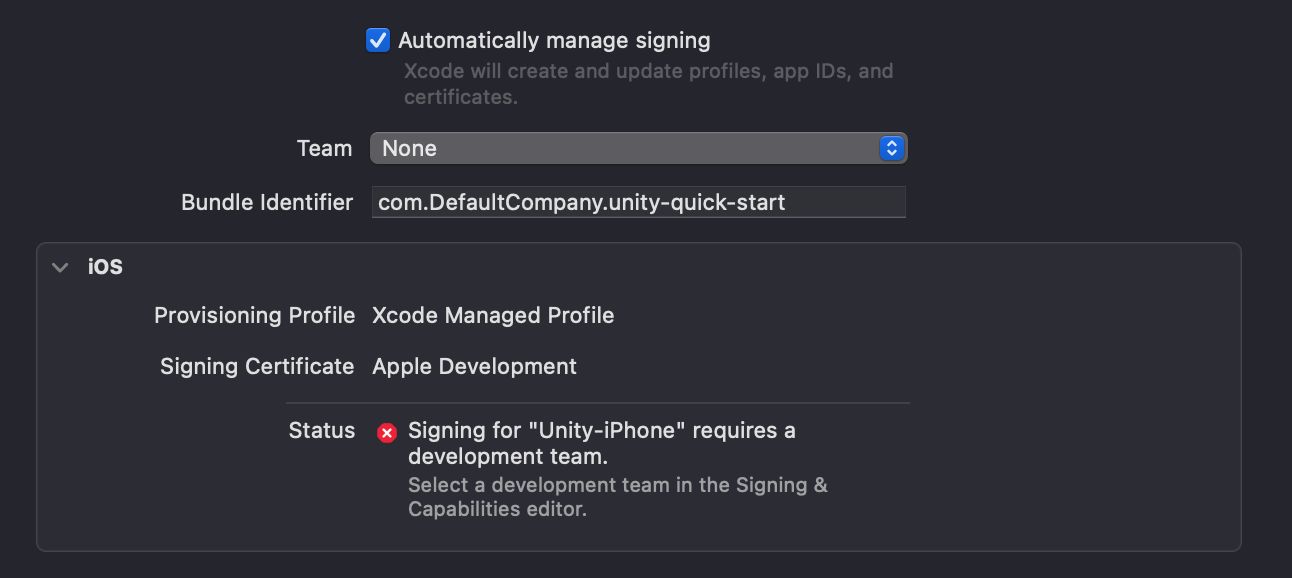 Automatically manage signing
Xcode will create and update profiles, app IDs, and
certificates.
Team None
Bundle Identifier com.DefaultCompany.unity-quick-start
iOS
Provisioning Profile Xcode Managed Profile
Signing Certificate Apple Development
Status Signing for "Unity-iPhone" requires a
development team.
Select a development team in the Signing &
Capabilities editor.